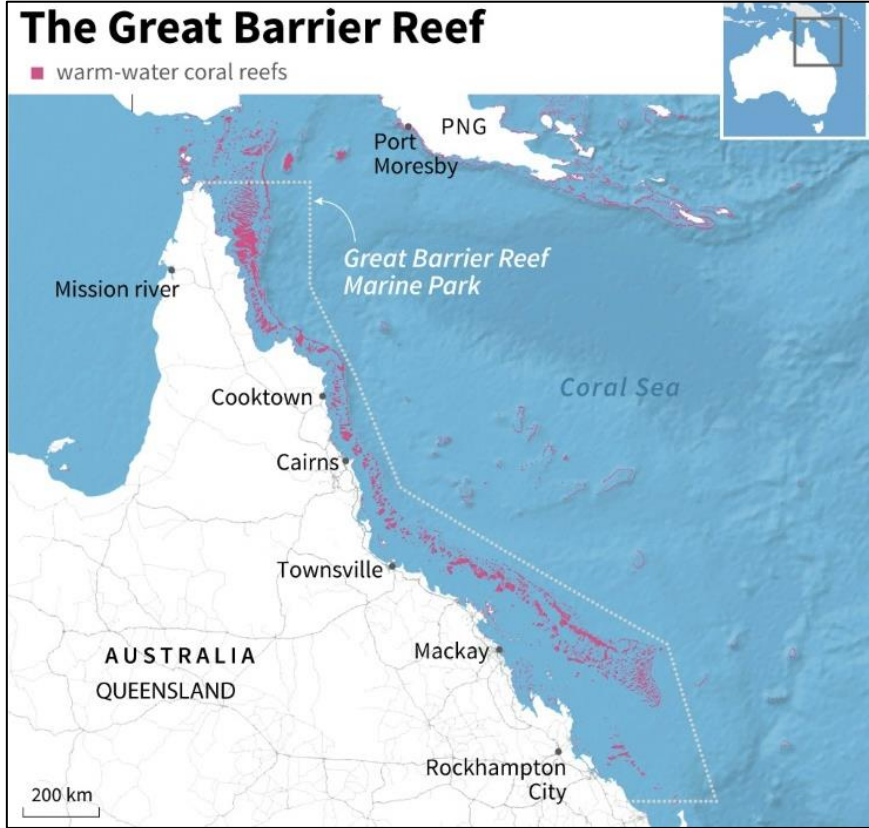 The Great Barrier Reef
warm-water coral reefs
PNG
Port
Moresby
Great Barrier Reef
Marine Park
Mission river
Coral Sea
Cooktown
Cairns
Townsville
Mackay
AUSTRALIA
QUEENSLAND
Rockhampton
City
200 km